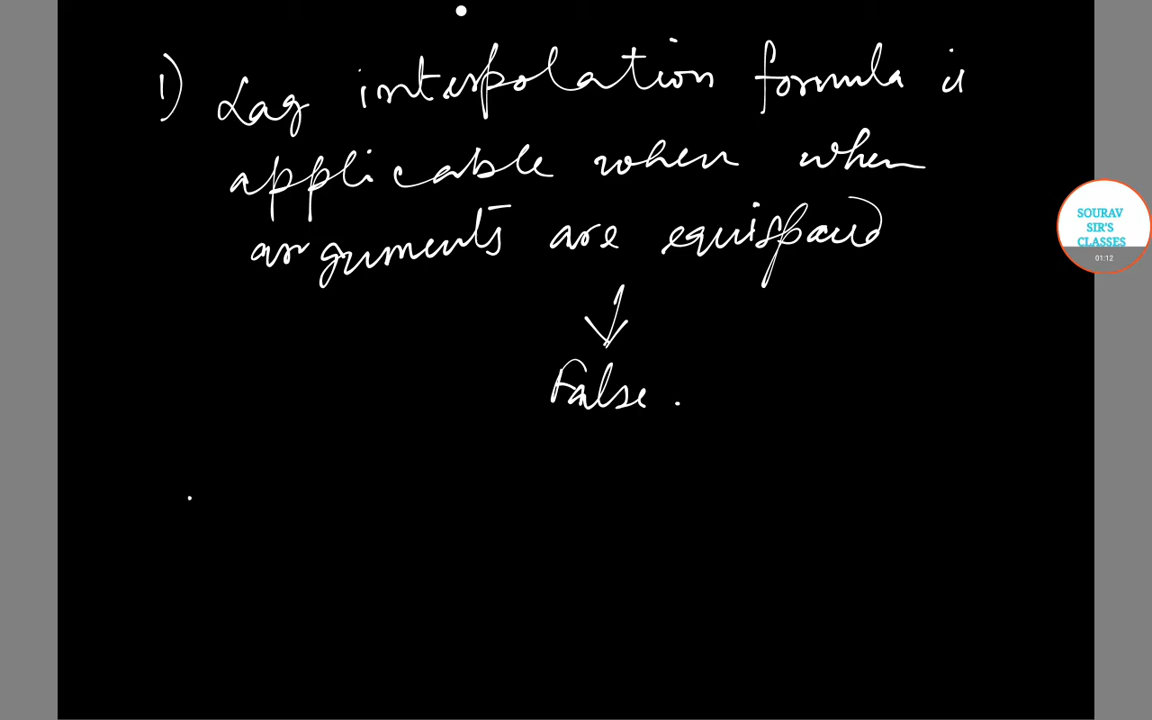 1) Lag interpolation formula is
applicable when when
arguments are equispaced
False.
SOURAV
SIR'S
CLASSES
01:12